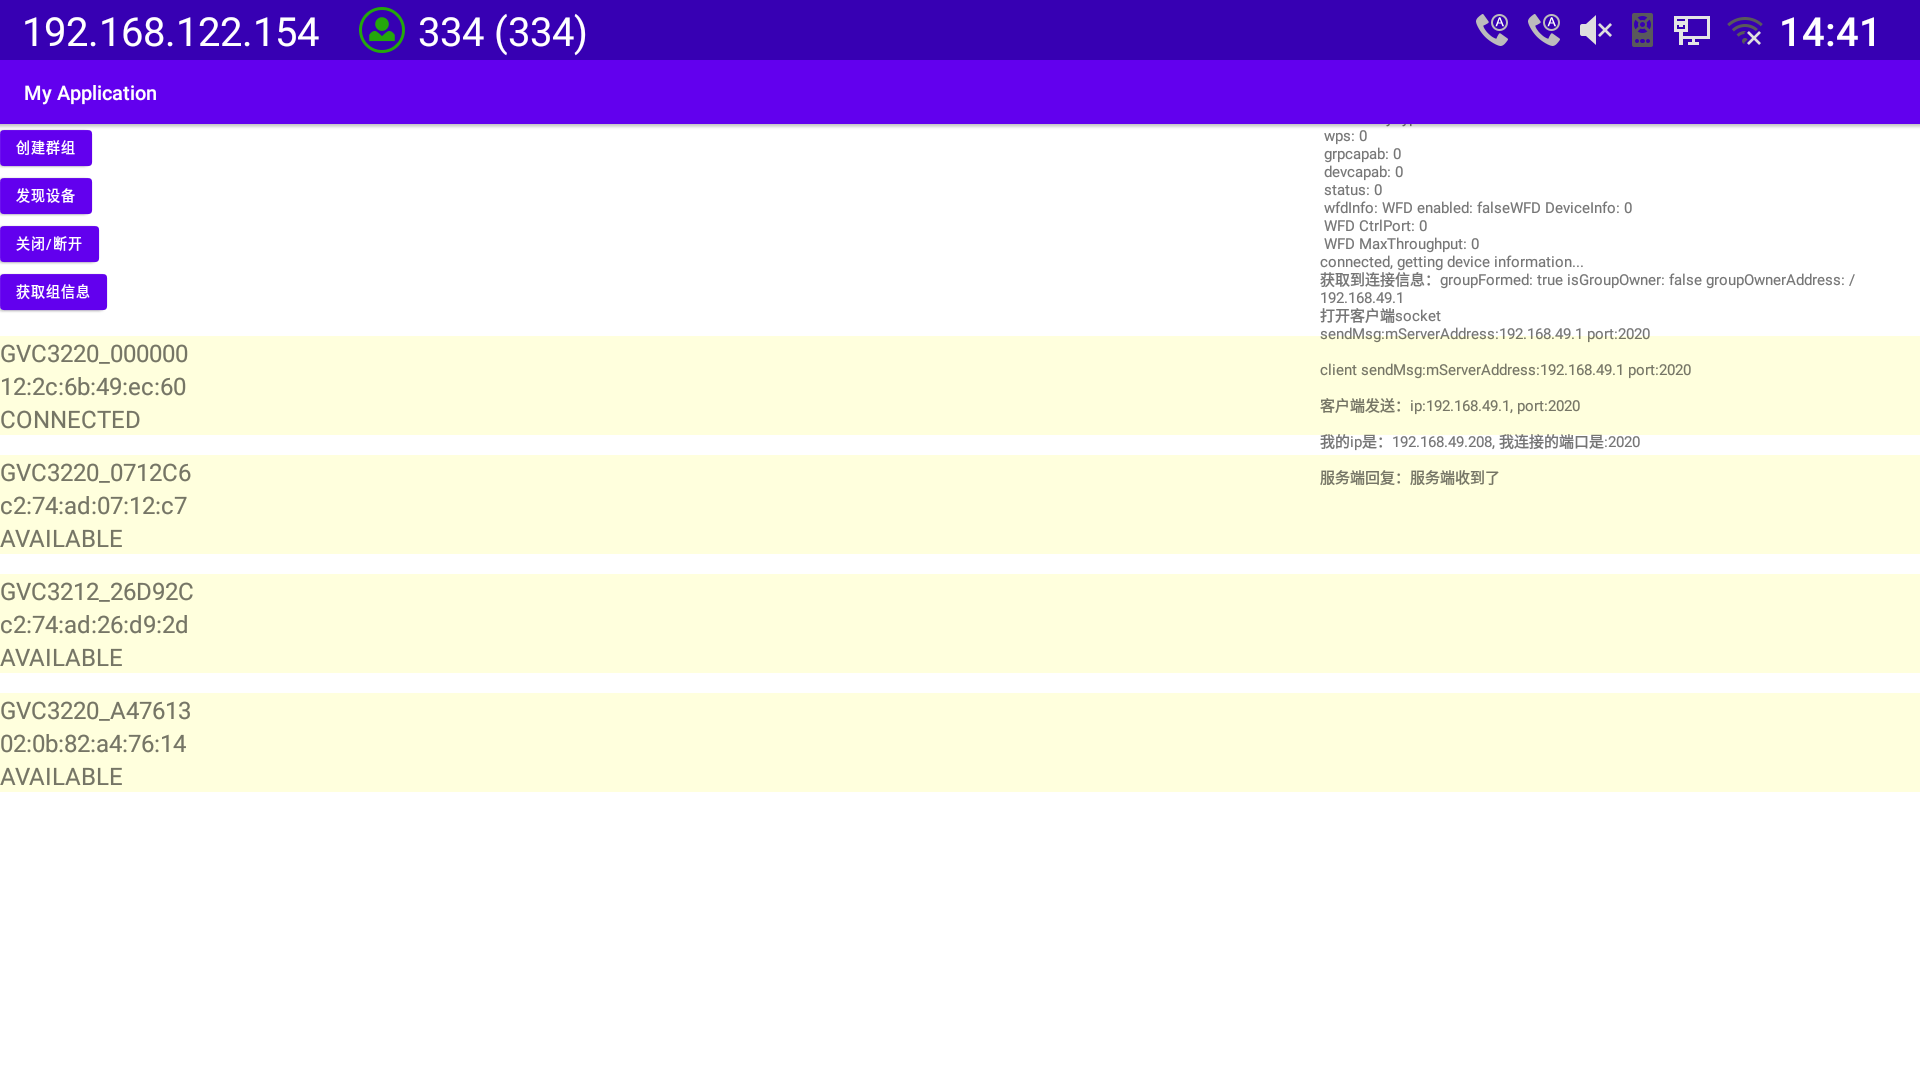 192.168.122.154 334 (334) 14:41
My Application
创建群组
发现设备
关闭/断开
获取组信息
wps: 0
grpcapab: 0
devcapab: 0
status: 0
wfdInfo: WFD enabled: falseWFD DeviceInfo: 0
WFD CtrlPort: 0
WFD MaxThroughput: 0
connected, getting device information...
获取到连接信息：groupFormed: true isGroupOwner: false groupOwnerAddress: /
192.168.49.1
打开客户端socket
sendMsg:mServerAddress:192.168.49.1 port:2020
client sendMsg:mServerAddress:192.168.49.1 port:2020
客户端发送：ip:192.168.49.1, port:2020
我的ip是：192.168.49.208, 我连接的端口是:2020
服务端回复：服务端收到了
GVC3220_000000
12:2c:6b:49:ec:60
CONNECTED
GVC3220_0712C6
c2:74:ad:07:12:c7
AVAILABLE
GVC3212_26D92C
c2:74:ad:26:d9:2d
AVAILABLE
GVC3220_A47613
02:0b:82:a4:76:14
AVAILABLE